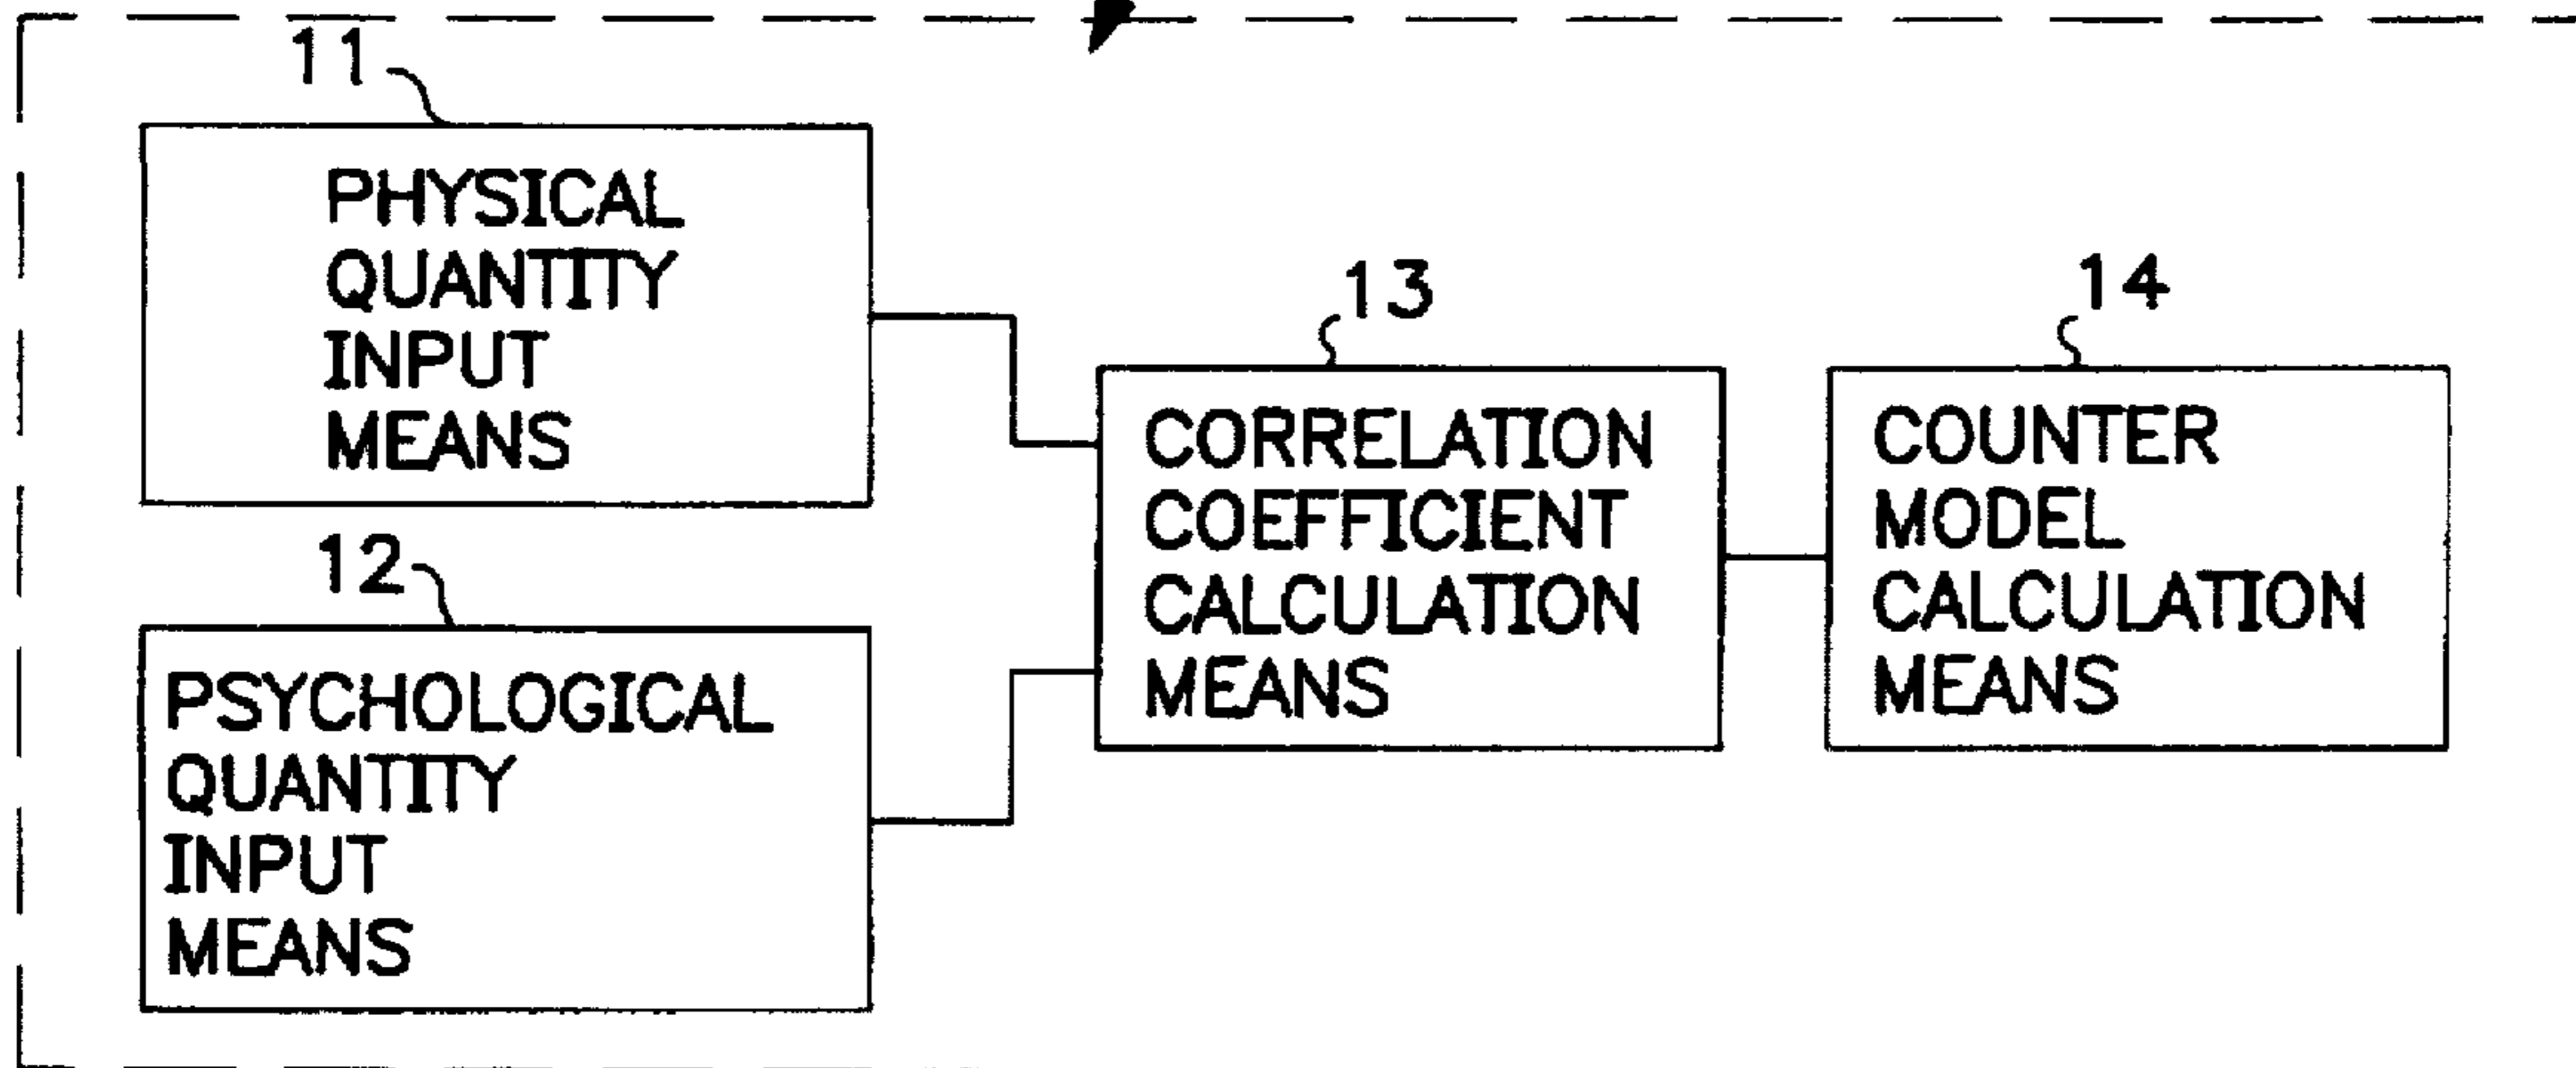 11
PHYSICAL
QUANTITY
INPUT
MEANS
12
PSYCHOLOGICAL
QUANTITY
INPUT
MEANS
13
CORRELATION
COEFFICIENT
CALCULATION
MEANS
14
COUNTER
MODEL
CALCULATION
MEANS